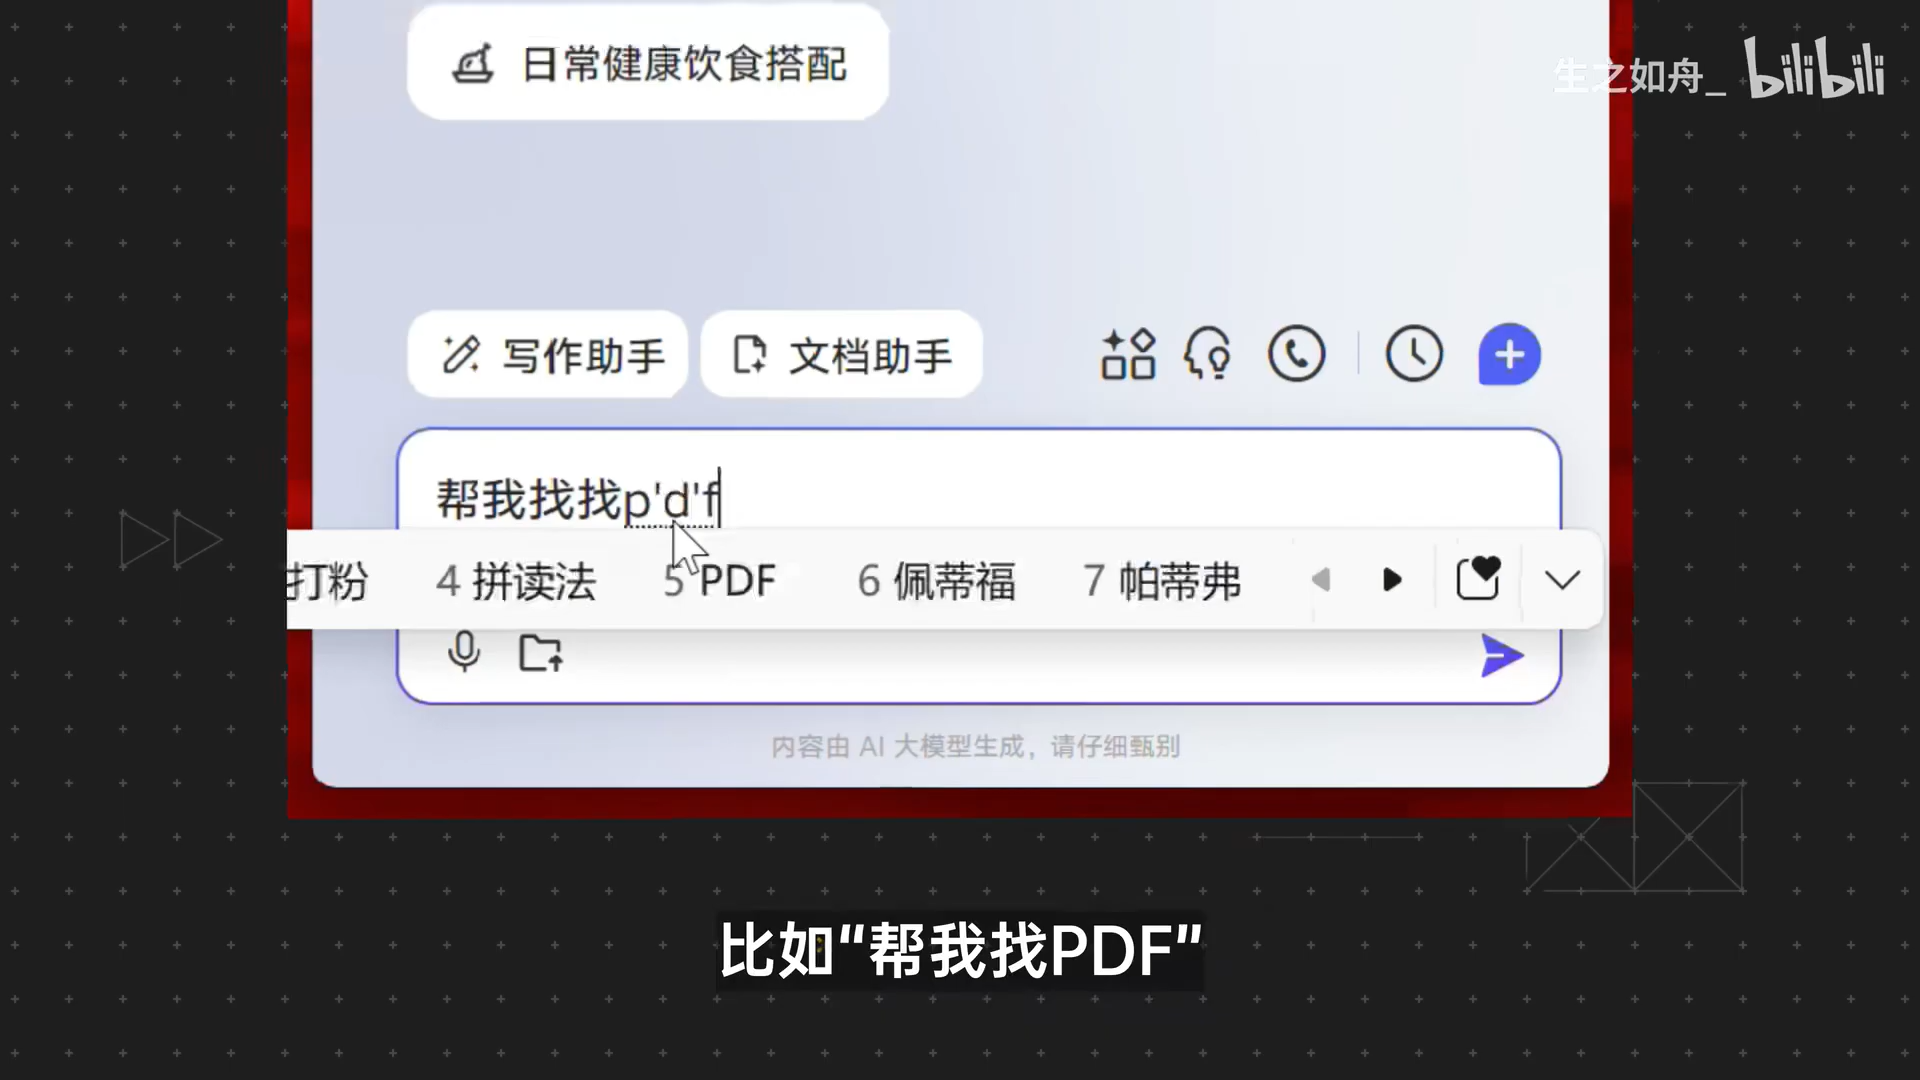 日常健康饮食搭配
生之如舟_ bilibili
写作助手 文档助手
帮我找找p'd'f
打粉 4 拼读法 5 PDF 6 佩蒂福 7 帕蒂弗
内容由 AI 大模型生成，请仔细甄别
比如“帮我找PDF”